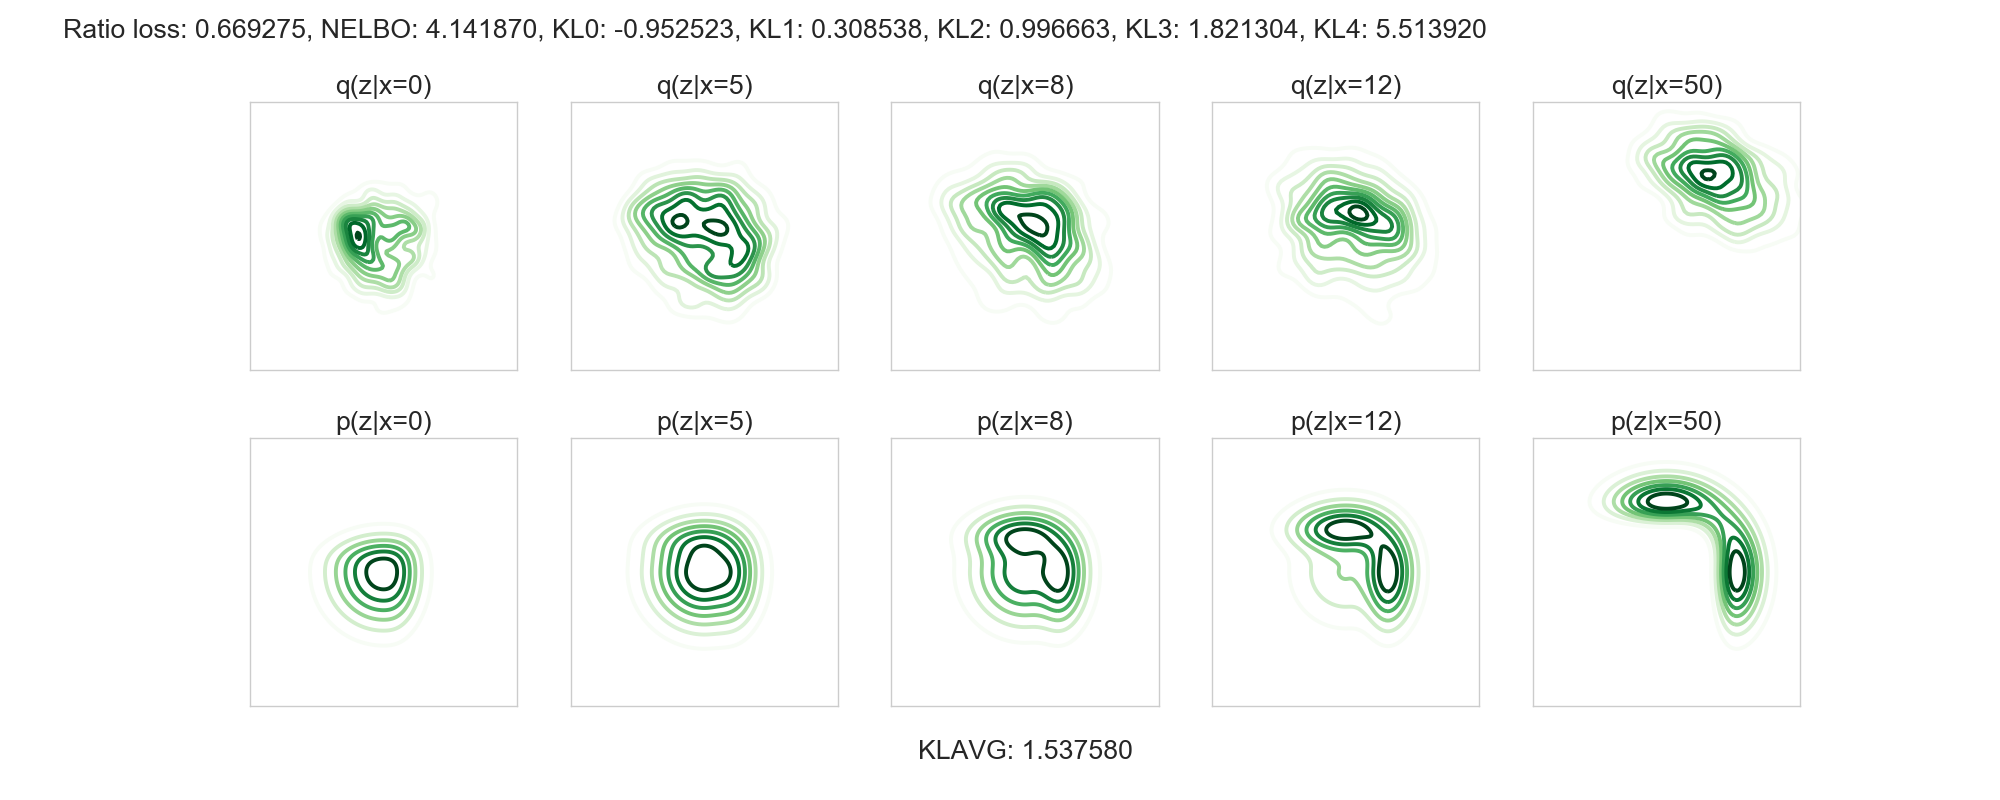 Ratio loss: 0.669275, NELBO: 4.141870, KL0: -0.952523, KL1: 0.308538, KL2: 0.996663, KL3: 1.821304, KL4: 5.513920
q(z|x=0) q(z|x=5) q(z|x=8) q(z|x=12) q(z|x=50)
p(z|x=0) p(z|x=5) p(z|x=8) p(z|x=12) p(z|x=50)
KLAVG: 1.537580